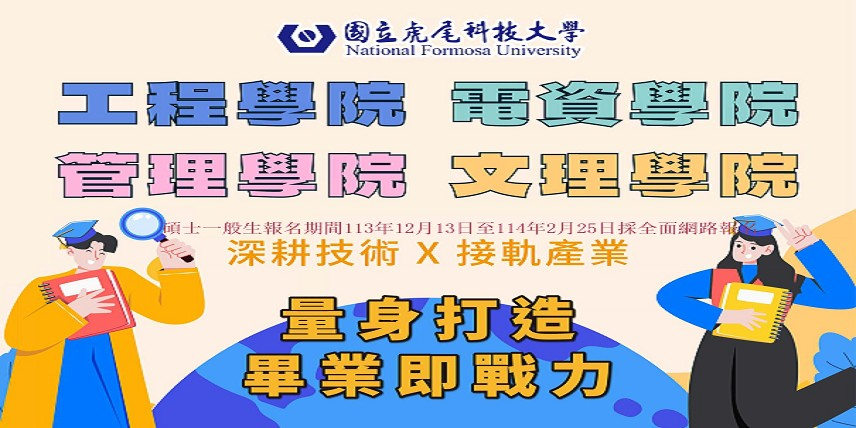 國立虎尾科技大學
National Formosa University
工程學院 電資學院
管理學院 文理學院
碩士一般生報名期間113年12月13日至114年2月25日採全面網路報
深耕技術 X 接軌產業
量身打造
畢業即戰力